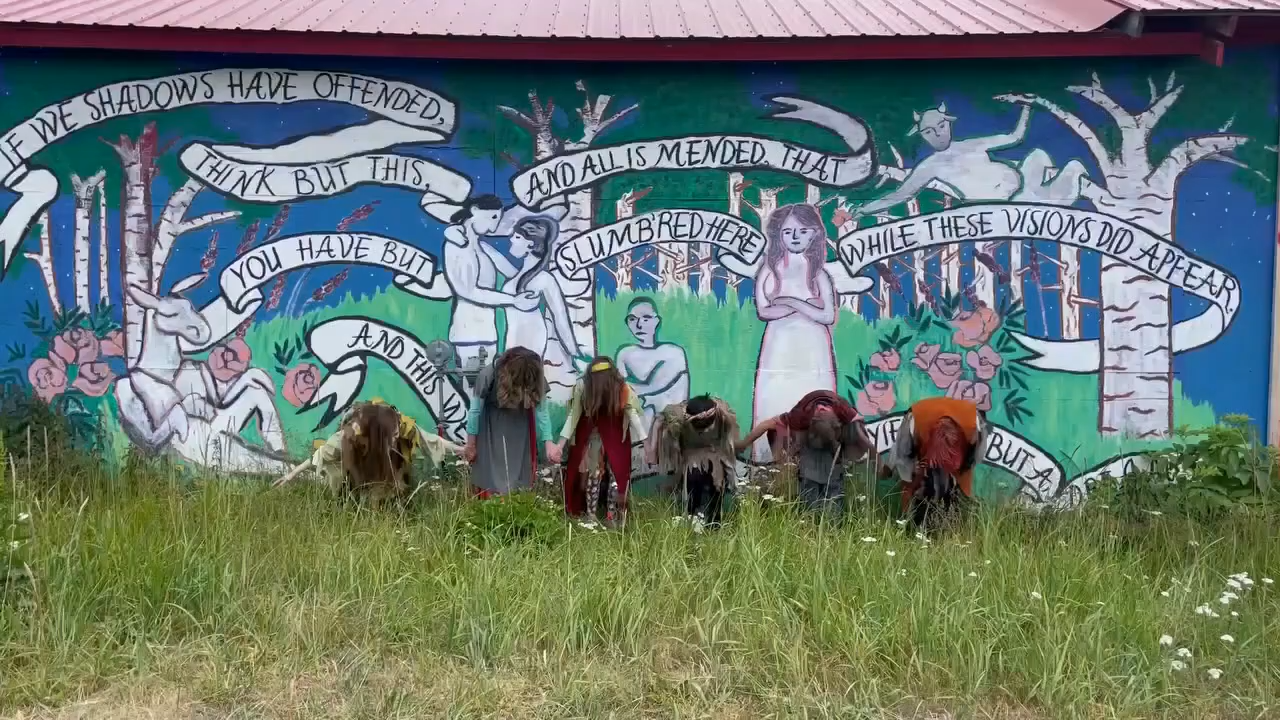 IF WE SHADOWS HAVE OFFENDED,
THINK BUT THIS
AND ALL IS MENDED, THAT
YOU HAVE BUT
SLUMB'RED HERE
WHILE THESE VISIONS DID APPEAR.
AND THIS
BUT A